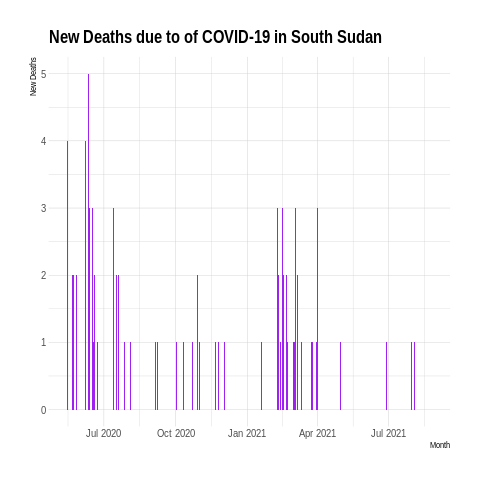 New Deaths due to of COVID-19 in South Sudan
New Deaths
5
4
3
2
1
0
Jul 2020 Oct 2020 Jan 2021 Apr 2021 Jul 2021
Month